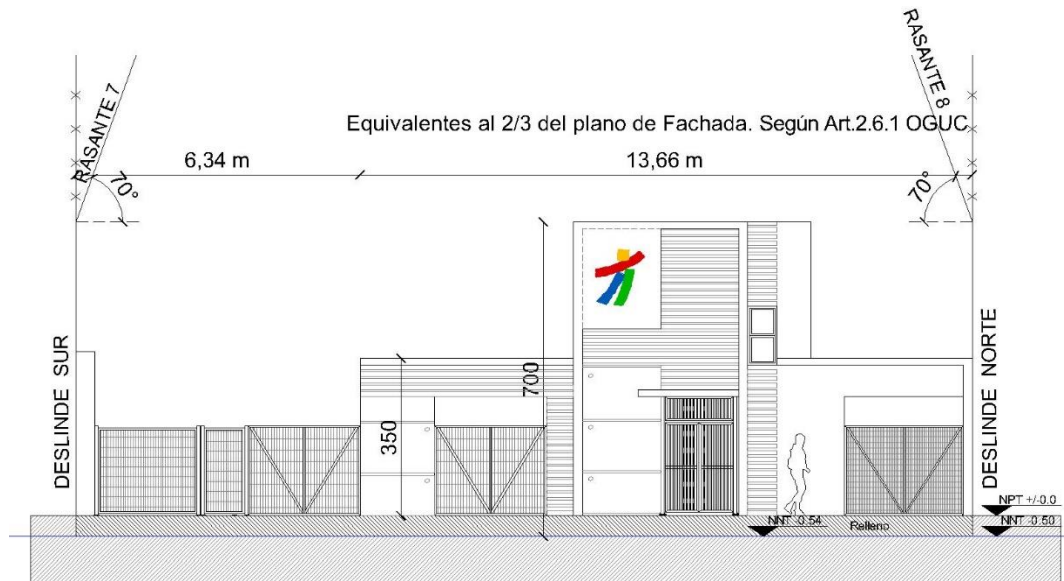 RASANTE 7
RASANTE 8
Equivalentes al 2/3 del plano de Fachada. Según Art.2.6.1 OGUC
6,34 m
13,66 m
70°
70°
DESLINDE SUR
350
700
DESLINDE NORTE
NPT +/-0.0
NNT -0.54
Relleno
NNT -0.50